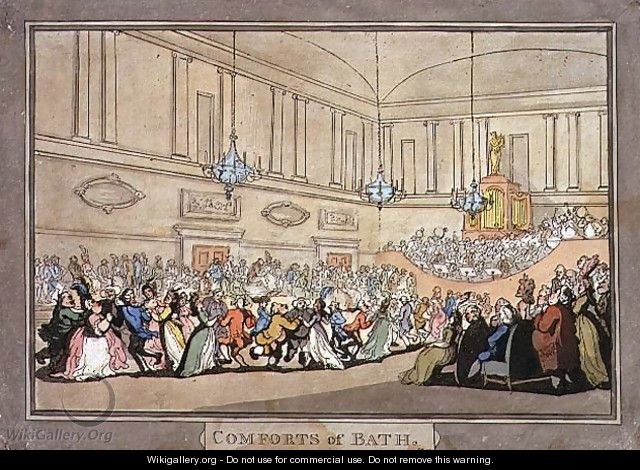 COMFORTS of BATH.
WikiGallery.Org
Wikigallery.org - Do not use for commercial use. Do not remove this warning.